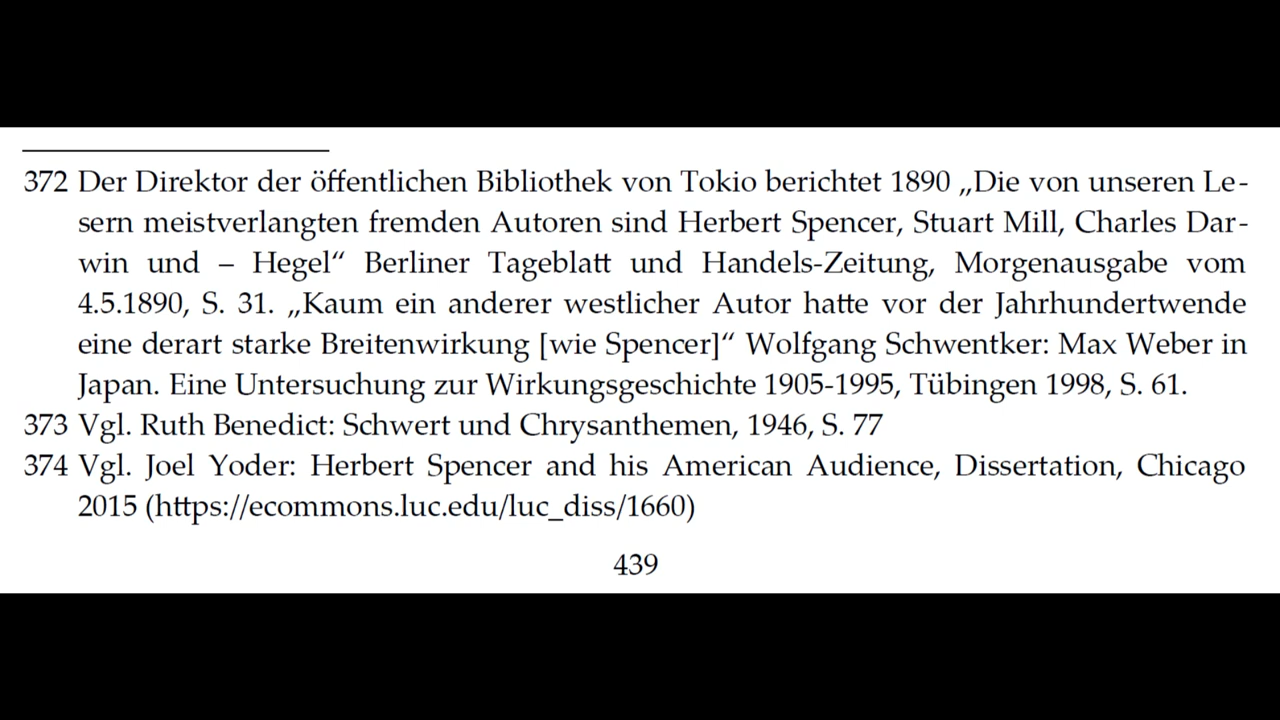 372 Der Direktor der öffentlichen Bibliothek von Tokio berichtet 1890 „Die von unseren Le-
sern meistverlangten fremden Autoren sind Herbert Spencer, Stuart Mill, Charles Dar-
win und – Hegel“ Berliner Tageblatt und Handels-Zeitung, Morgenausgabe vom
4.5.1890, S. 31. „Kaum ein anderer westlicher Autor hatte vor der Jahrhundertwende
eine derart starke Breitenwirkung [wie Spencer]“ Wolfgang Schwentker: Max Weber in
Japan. Eine Untersuchung zur Wirkungsgeschichte 1905-1995, Tübingen 1998, S. 61.
373 Vgl. Ruth Benedict: Schwert und Chrysanthemen, 1946, S. 77
374 Vgl. Joel Yoder: Herbert Spencer and his American Audience, Dissertation, Chicago
2015 (https://ecommons.luc.edu/luc_diss/1660)
439